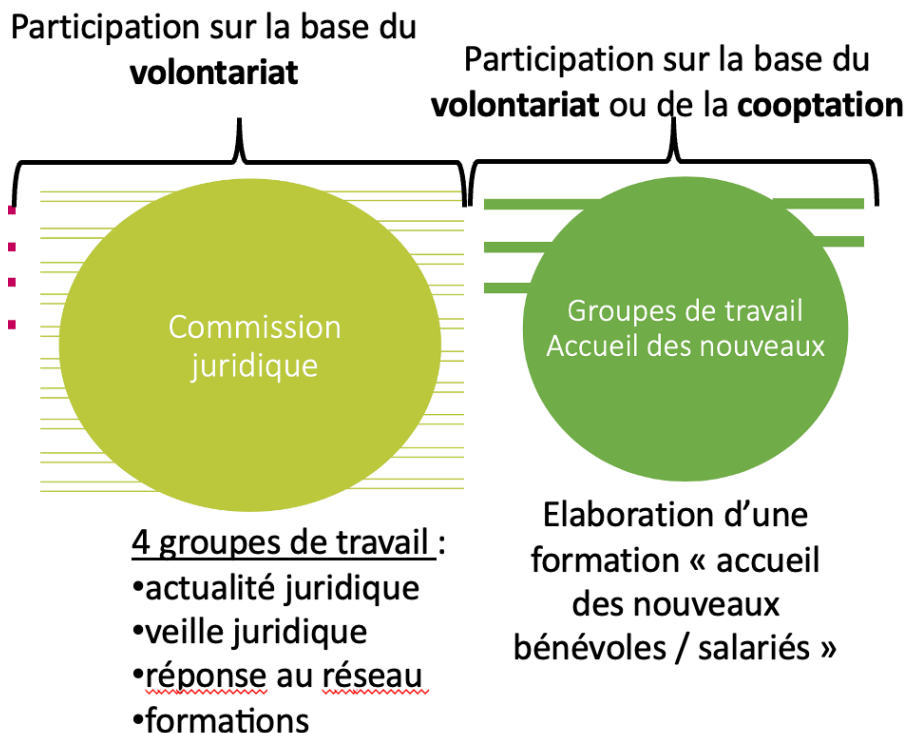 Participation sur la base du
volontariat
Participation sur la base du
volontariat ou de la cooptation
Commission
juridique
Groupes de travail
Accueil des nouveaux
4 groupes de travail :
•actualité juridique
•veille juridique
•réponse au réseau
•formations
Elaboration d’une
formation « accueil
des nouveaux
bénévoles / salariés »